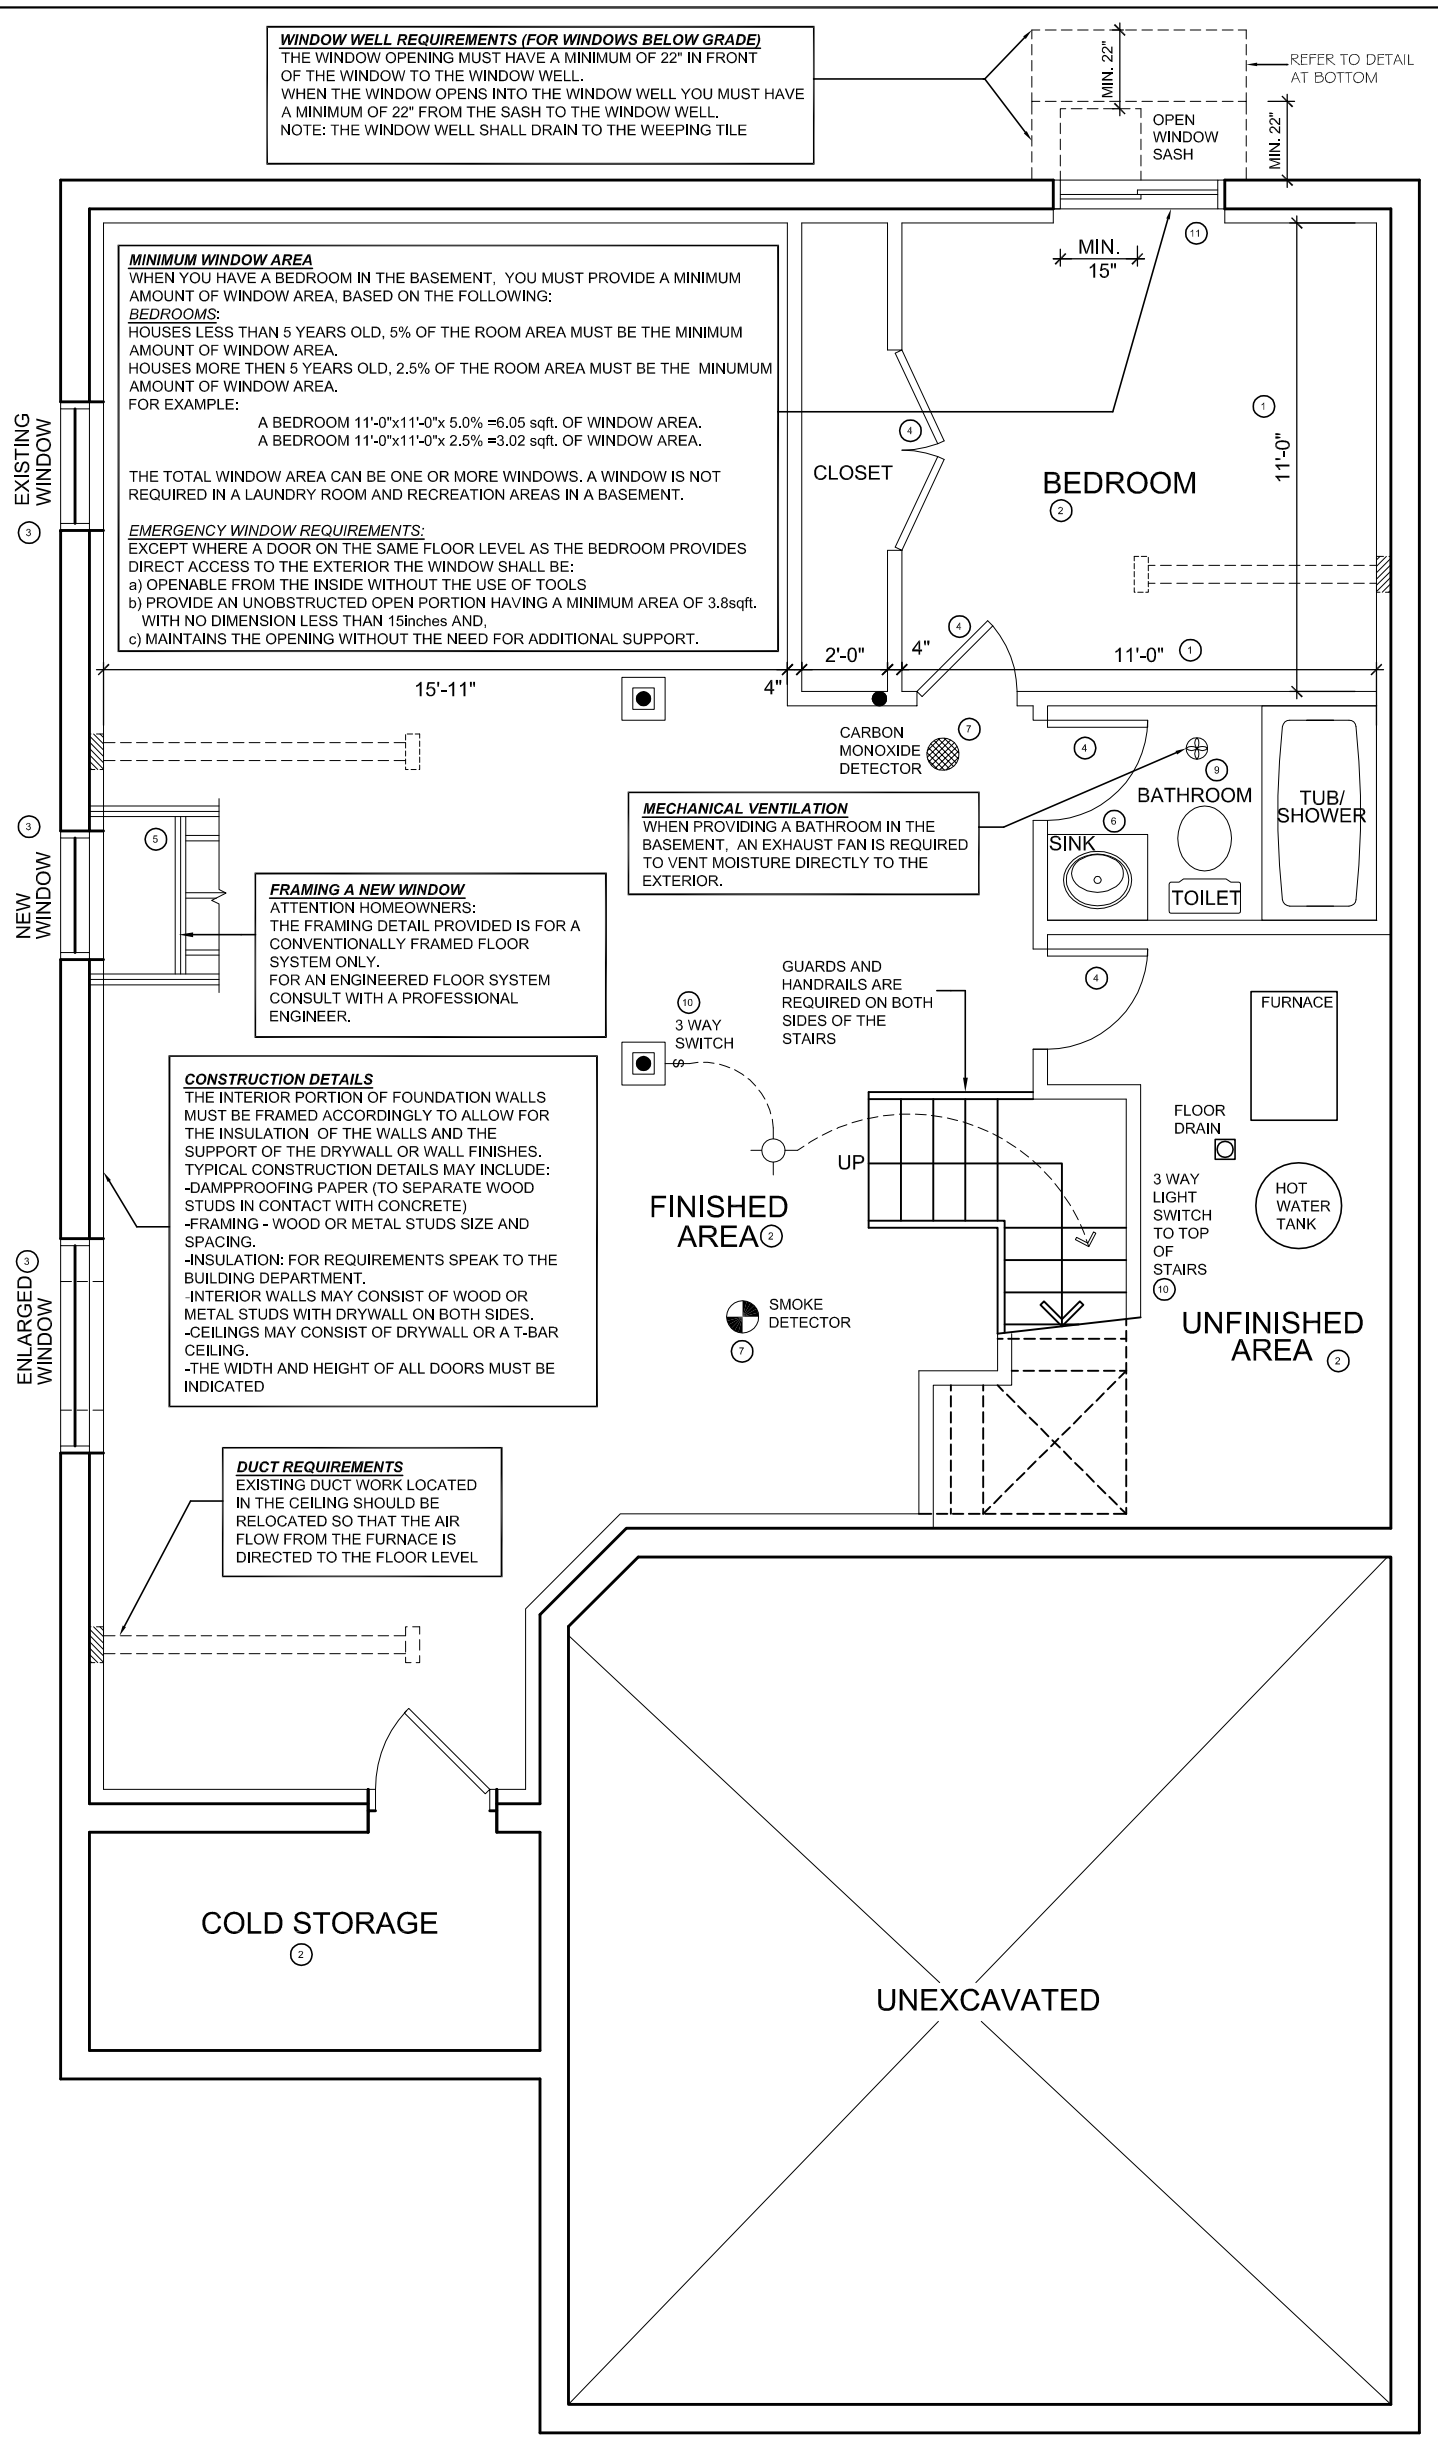 WINDOW WELL REQUIREMENTS (FOR WINDOWS BELOW GRADE)
THE WINDOW OPENING MUST HAVE A MINIMUM OF 22" IN FRONT
OF THE WINDOW TO THE WINDOW WELL.
WHEN THE WINDOW OPENS INTO THE WINDOW WELL YOU MUST HAVE
A MINIMUM OF 22" FROM THE SASH TO THE WINDOW WELL.
NOTE: THE WINDOW WELL SHALL DRAIN TO THE WEEPING TILE
MIN. 22"
REFER TO DETAIL
AT BOTTOM
OPEN
WINDOW
SASH
MIN. 22"
MINIMUM WINDOW AREA
WHEN YOU HAVE A BEDROOM IN THE BASEMENT, YOU MUST PROVIDE A MINIMUM
AMOUNT OF WINDOW AREA, BASED ON THE FOLLOWING:
BEDROOMS:
HOUSES LESS THAN 5 YEARS OLD, 5% OF THE ROOM AREA MUST BE THE MINIMUM
AMOUNT OF WINDOW AREA.
HOUSES MORE THEN 5 YEARS OLD, 2.5% OF THE ROOM AREA MUST BE THE MINUMUM
AMOUNT OF WINDOW AREA.
FOR EXAMPLE:
A BEDROOM 11'-0"x11'-0"x 5.0% =6.05 sqft. OF WINDOW AREA.
A BEDROOM 11'-0"x11'-0"x 2.5% =3.02 sqft. OF WINDOW AREA.
THE TOTAL WINDOW AREA CAN BE ONE OR MORE WINDOWS. A WINDOW IS NOT
REQUIRED IN A LAUNDRY ROOM AND RECREATION AREAS IN A BASEMENT.
EMERGENCY WINDOW REQUIREMENTS:
EXCEPT WHERE A DOOR ON THE SAME FLOOR LEVEL AS THE BEDROOM PROVIDES
DIRECT ACCESS TO THE EXTERIOR THE WINDOW SHALL BE:
a) OPENABLE FROM THE INSIDE WITHOUT THE USE OF TOOLS
b) PROVIDE AN UNOBSTRUCTED OPEN PORTION HAVING A MINIMUM AREA OF 3.8sqft.
WITH NO DIMENSION LESS THAN 15inches AND,
c) MAINTAINS THE OPENING WITHOUT THE NEED FOR ADDITIONAL SUPPORT.
MIN.
15"
11
EXISTING
WINDOW
3
4
CLOSET
BEDROOM
2
1
11'-0"
4
15'-11"
4"
2'-0"
4"
11'-0"
1
CARBON
MONOXIDE
DETECTOR
7
4
9
BATHROOM
6
SINK
TOILET
TUB/
SHOWER
MECHANICAL VENTILATION
WHEN PROVIDING A BATHROOM IN THE
BASEMENT, AN EXHAUST FAN IS REQUIRED
TO VENT MOISTURE DIRECTLY TO THE
EXTERIOR.
3
NEW
WINDOW
5
FRAMING A NEW WINDOW
ATTENTION HOMEOWNERS:
THE FRAMING DETAIL PROVIDED IS FOR A
CONVENTIONALLY FRAMED FLOOR
SYSTEM ONLY.
FOR AN ENGINEERED FLOOR SYSTEM
CONSULT WITH A PROFESSIONAL
ENGINEER.
GUARDS AND
HANDRAILS ARE
REQUIRED ON BOTH
SIDES OF THE
STAIRS
4
FURNACE
10
3 WAY
SWITCH
S
CONSTRUCTION DETAILS
THE INTERIOR PORTION OF FOUNDATION WALLS
MUST BE FRAMED ACCORDINGLY TO ALLOW FOR
THE INSULATION OF THE WALLS AND THE
SUPPORT OF THE DRYWALL OR WALL FINISHES.
TYPICAL CONSTRUCTION DETAILS MAY INCLUDE:
-DAMPPROOFING PAPER (TO SEPARATE WOOD
STUDS IN CONTACT WITH CONCRETE)
-FRAMING - WOOD OR METAL STUDS SIZE AND
SPACING.
-INSULATION: FOR REQUIREMENTS SPEAK TO THE
BUILDING DEPARTMENT.
-INTERIOR WALLS MAY CONSIST OF WOOD OR
METAL STUDS WITH DRYWALL ON BOTH SIDES.
-CEILINGS MAY CONSIST OF DRYWALL OR A T-BAR
CEILING.
-THE WIDTH AND HEIGHT OF ALL DOORS MUST BE
INDICATED
UP
FLOOR
DRAIN
3 WAY
LIGHT
SWITCH
TO TOP
OF
STAIRS
10
HOT
WATER
TANK
FINISHED
AREA
2
SMOKE
DETECTOR
7
UNFINISHED
AREA
2
3
ENLARGED
WINDOW
DUCT REQUIREMENTS
EXISTING DUCT WORK LOCATED
IN THE CEILING SHOULD BE
RELOCATED SO THAT THE AIR
FLOW FROM THE FURNACE IS
DIRECTED TO THE FLOOR LEVEL
COLD STORAGE
2
UNEXCAVATED